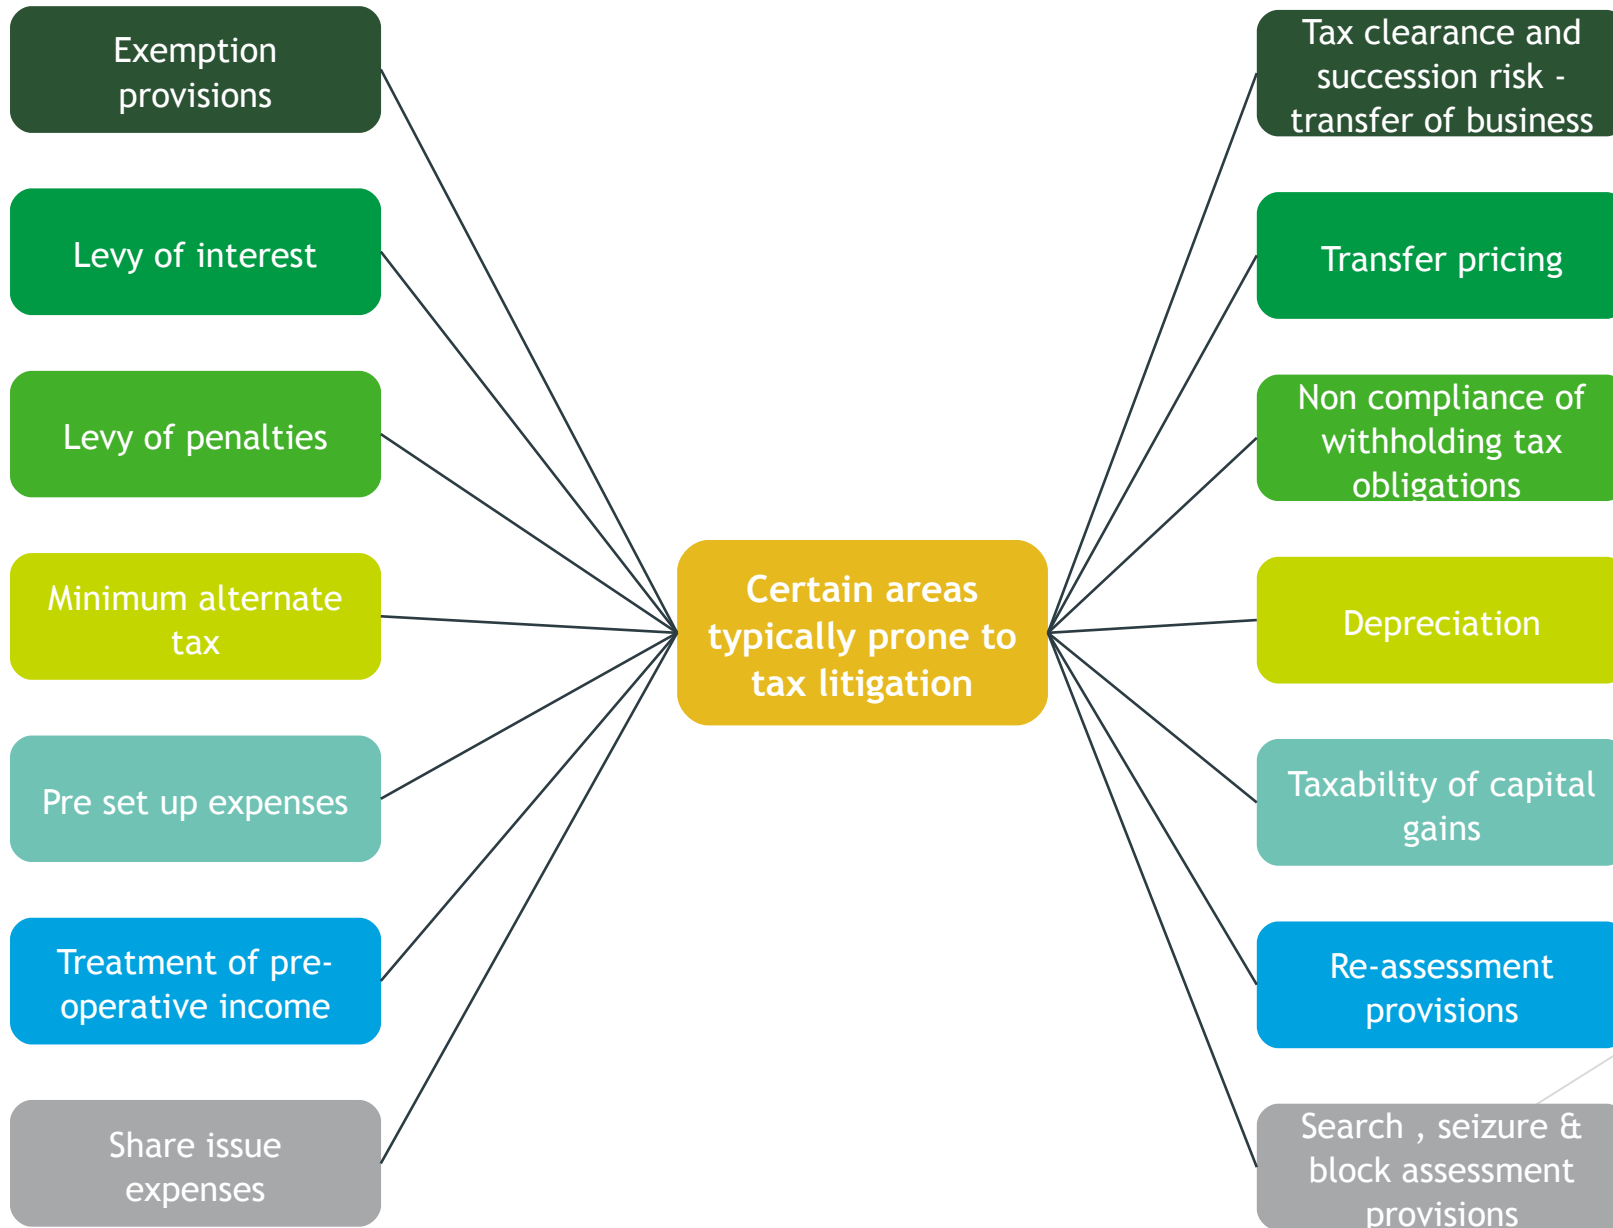 Exemption
provisions
Levy of interest
Levy of penalties
Minimum alternate
tax
Pre set up expenses
Treatment of pre-
operative income
Share issue
expenses
Certain areas
typically prone to
tax litigation
Tax clearance and
succession risk -
transfer of business
Transfer pricing
Non compliance of
withholding tax
obligations
Depreciation
Taxability of capital
gains
Re-assessment
provisions
Search , seizure &
block assessment
provisions